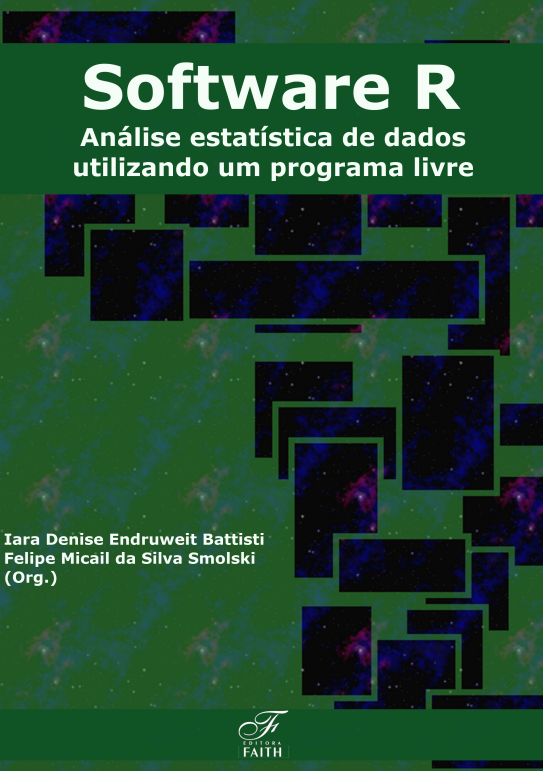 Software R
Análise estatística de dados
utilizando um programa livre
Iara Denise Endruweit Battisti
Felipe Micail da Silva Smolski
(Org.)
EDITORA
FAITH